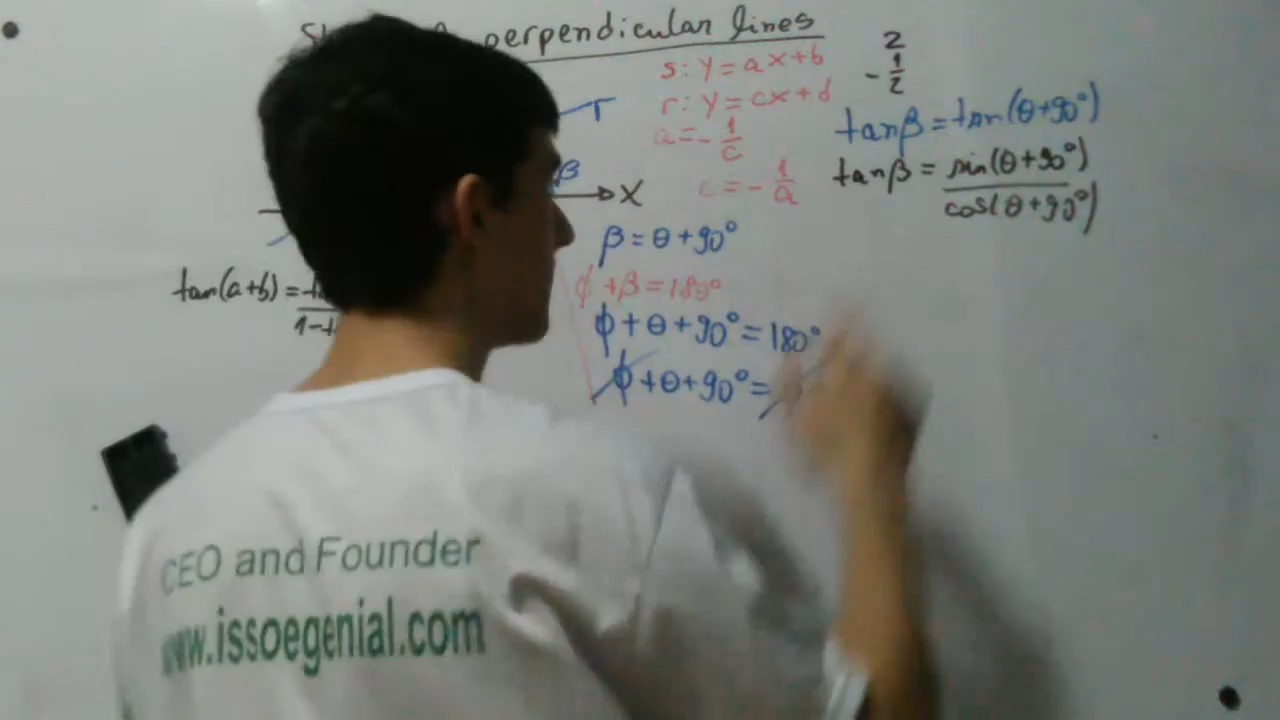 perpendicular lines
s: y = ax+b
r: y = cx+d
a = -1/c
c = -1/a
2
-1/2
tanβ = tan(θ+90°)
tanβ = sin(θ+90°)/cos(θ+90°)
r
β
X
β = θ+90°
ϕ+β = 180°
ϕ+θ+90° = 180°
ϕ+θ+90° =
tan(a+b) =
1-
CEO and Founder
www.issoegenial.com